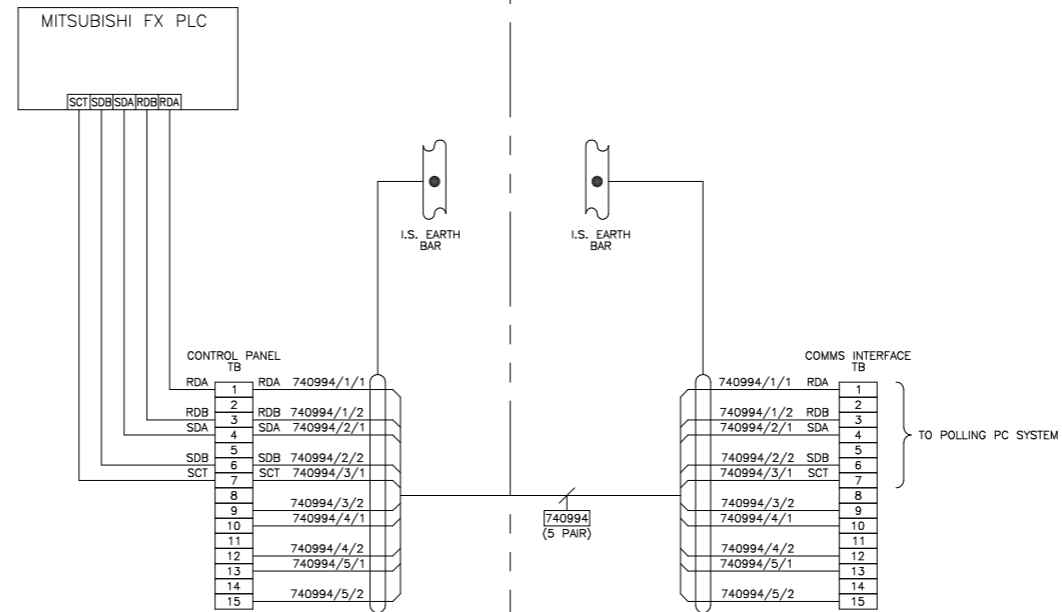 MITSUBISHI FX PLC
SCT SDB SDA RDB RDA
I.S. EARTH
BAR
I.S. EARTH
BAR
CONTROL PANEL
TB
RDA 1 RDA 740994/1/1
2
RDB 3 RDB 740994/1/2
SDA 4 SDA 740994/2/1
5
SDB 6 SDB 740994/2/2
SCT 7 SCT 740994/3/1
8
9 740994/3/2
10 740994/4/1
11
12 740994/4/2
13 740994/5/1
14
15 740994/5/2
740994
(5 PAIR)
COMMS INTERFACE
TB
740994/1/1 RDA 1
2
740994/1/2 RDB 3
740994/2/1 SDA 4
5
740994/2/2 SDB 6
740994/3/1 SCT 7
8
740994/3/2 9
740994/4/1 10
11
740994/4/2 12
740994/5/1 13
14
740994/5/2 15
TO POLLING PC SYSTEM